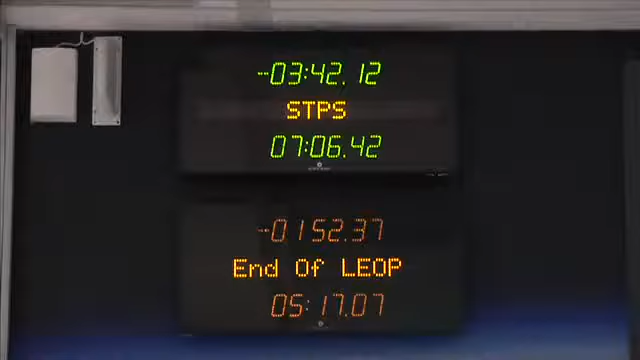 -03:42.12
STPS
07:06.42
-0152.37
End Of LEOP
05:17.07